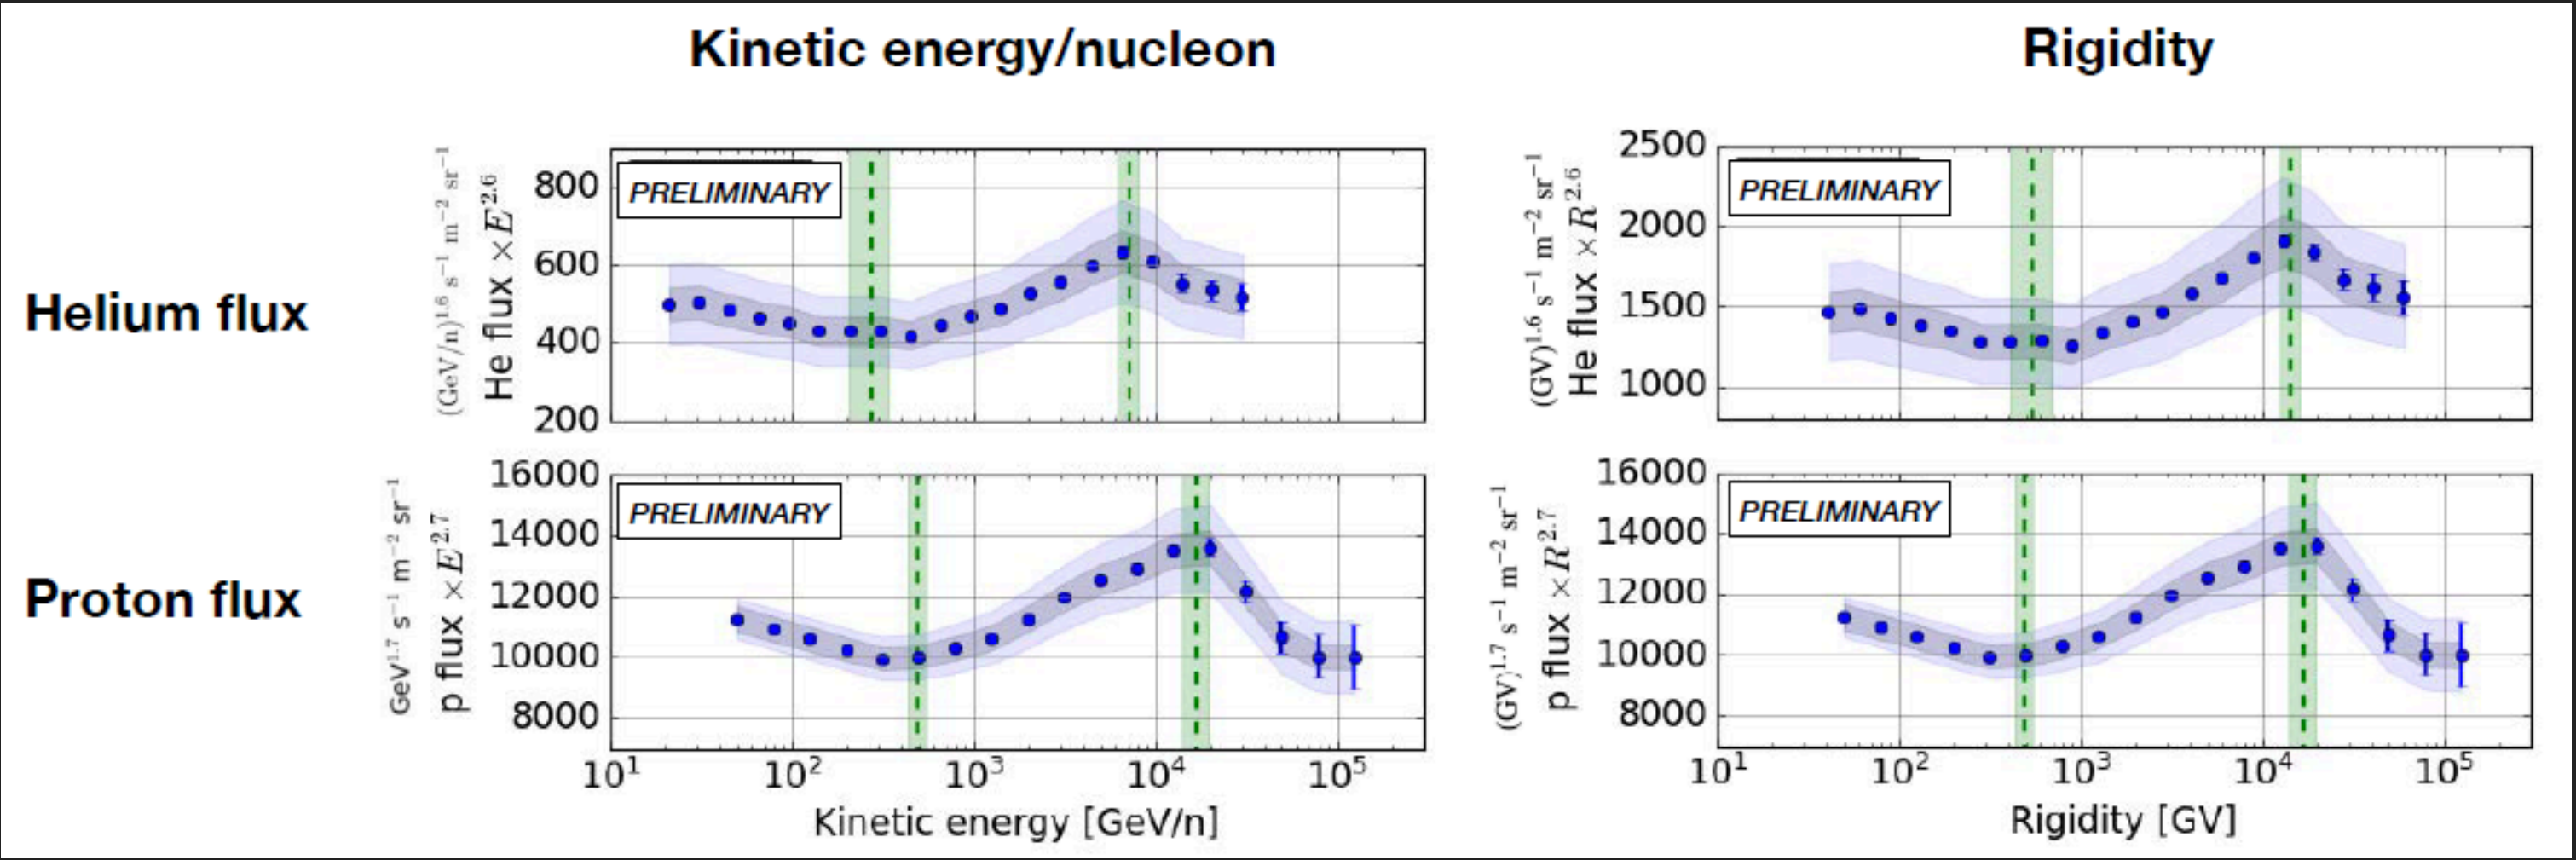 Kinetic energy/nucleon
Rigidity
Helium flux
(GeV/n)^1.6 s^−1 m^−2 sr^−1
He flux ×E^2.6
800
600
400
200
PRELIMINARY
(GV)^1.6 s^−1 m^−2 sr^−1
He flux ×R^2.6
2500
2000
1500
1000
PRELIMINARY
Proton flux
GeV^1.7 s^−1 m^−2 sr^−1
p flux ×E^2.7
16000
14000
12000
10000
8000
PRELIMINARY
10^1 10^2 10^3 10^4 10^5
Kinetic energy [GeV/n]
(GV)^1.7 s^−1 m^−2 sr^−1
p flux ×R^2.7
16000
14000
12000
10000
8000
PRELIMINARY
10^1 10^2 10^3 10^4 10^5
Rigidity [GV]